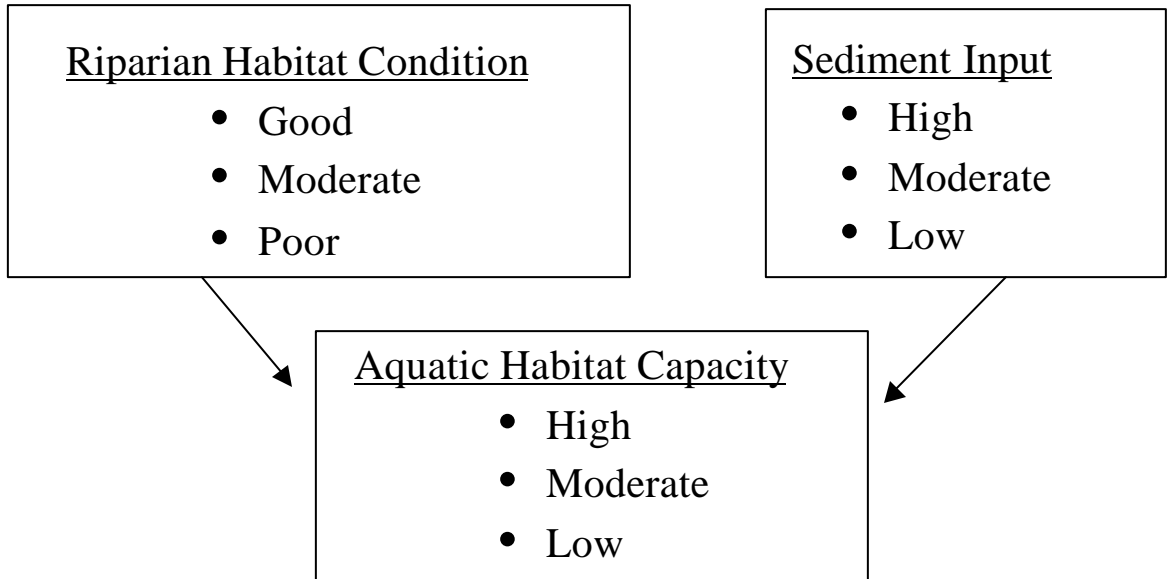 Riparian Habitat Condition
• Good
• Moderate
• Poor
Sediment Input
• High
• Moderate
• Low
Aquatic Habitat Capacity
• High
• Moderate
• Low